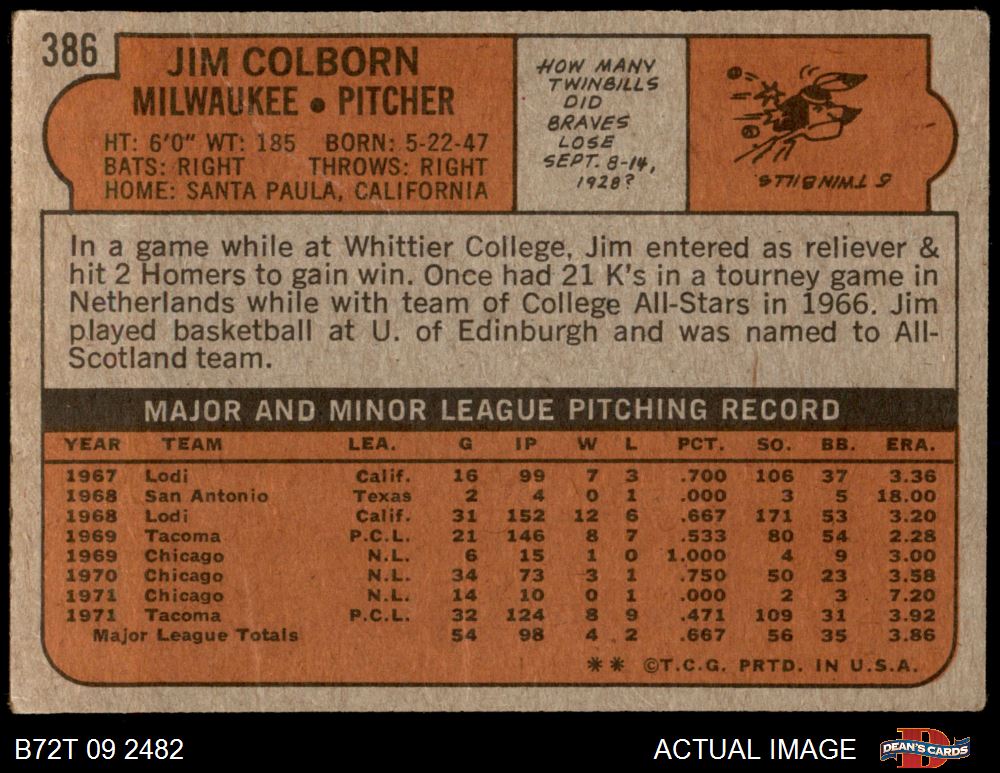 386
JIM COLBORN
MILWAUKEE • PITCHER
HT: 6'0" WT: 185 BORN: 5-22-47
BATS: RIGHT THROWS: RIGHT
HOME: SANTA PAULA, CALIFORNIA
HOW MANY
TWINBILLS
DID
BRAVES
LOSE
SEPT. 8-14,
1928?
5 TWINBILLS
In a game while at Whittier College, Jim entered as reliever &
hit 2 Homers to gain win. Once had 21 K's in a tourney game in
Netherlands while with team of College All-Stars in 1966. Jim
played basketball at U. of Edinburgh and was named to All-
Scotland team.
MAJOR AND MINOR LEAGUE PITCHING RECORD
YEAR TEAM LEA. G IP W L PCT. SO. BB. ERA.
1967 Lodi Calif. 16 99 7 3 .700 106 37 3.36
1968 San Antonio Texas 2 4 0 1 .000 3 5 18.00
1968 Lodi Calif. 31 152 12 6 .667 171 53 3.20
1969 Tacoma P.C.L. 21 146 8 7 .533 80 54 2.28
1969 Chicago N.L. 6 15 1 0 1.000 4 9 3.00
1970 Chicago N.L. 34 73 3 1 .750 50 23 3.58
1971 Chicago N.L. 14 10 0 1 .000 2 3 7.20
1971 Tacoma P.C.L. 32 124 8 9 .471 109 31 3.92
Major League Totals 54 98 4 2 .667 56 35 3.86
** ©T.C.G. PRTD. IN U.S.A.
B72T 09 2482 ACTUAL IMAGE DEAN'S CARDS